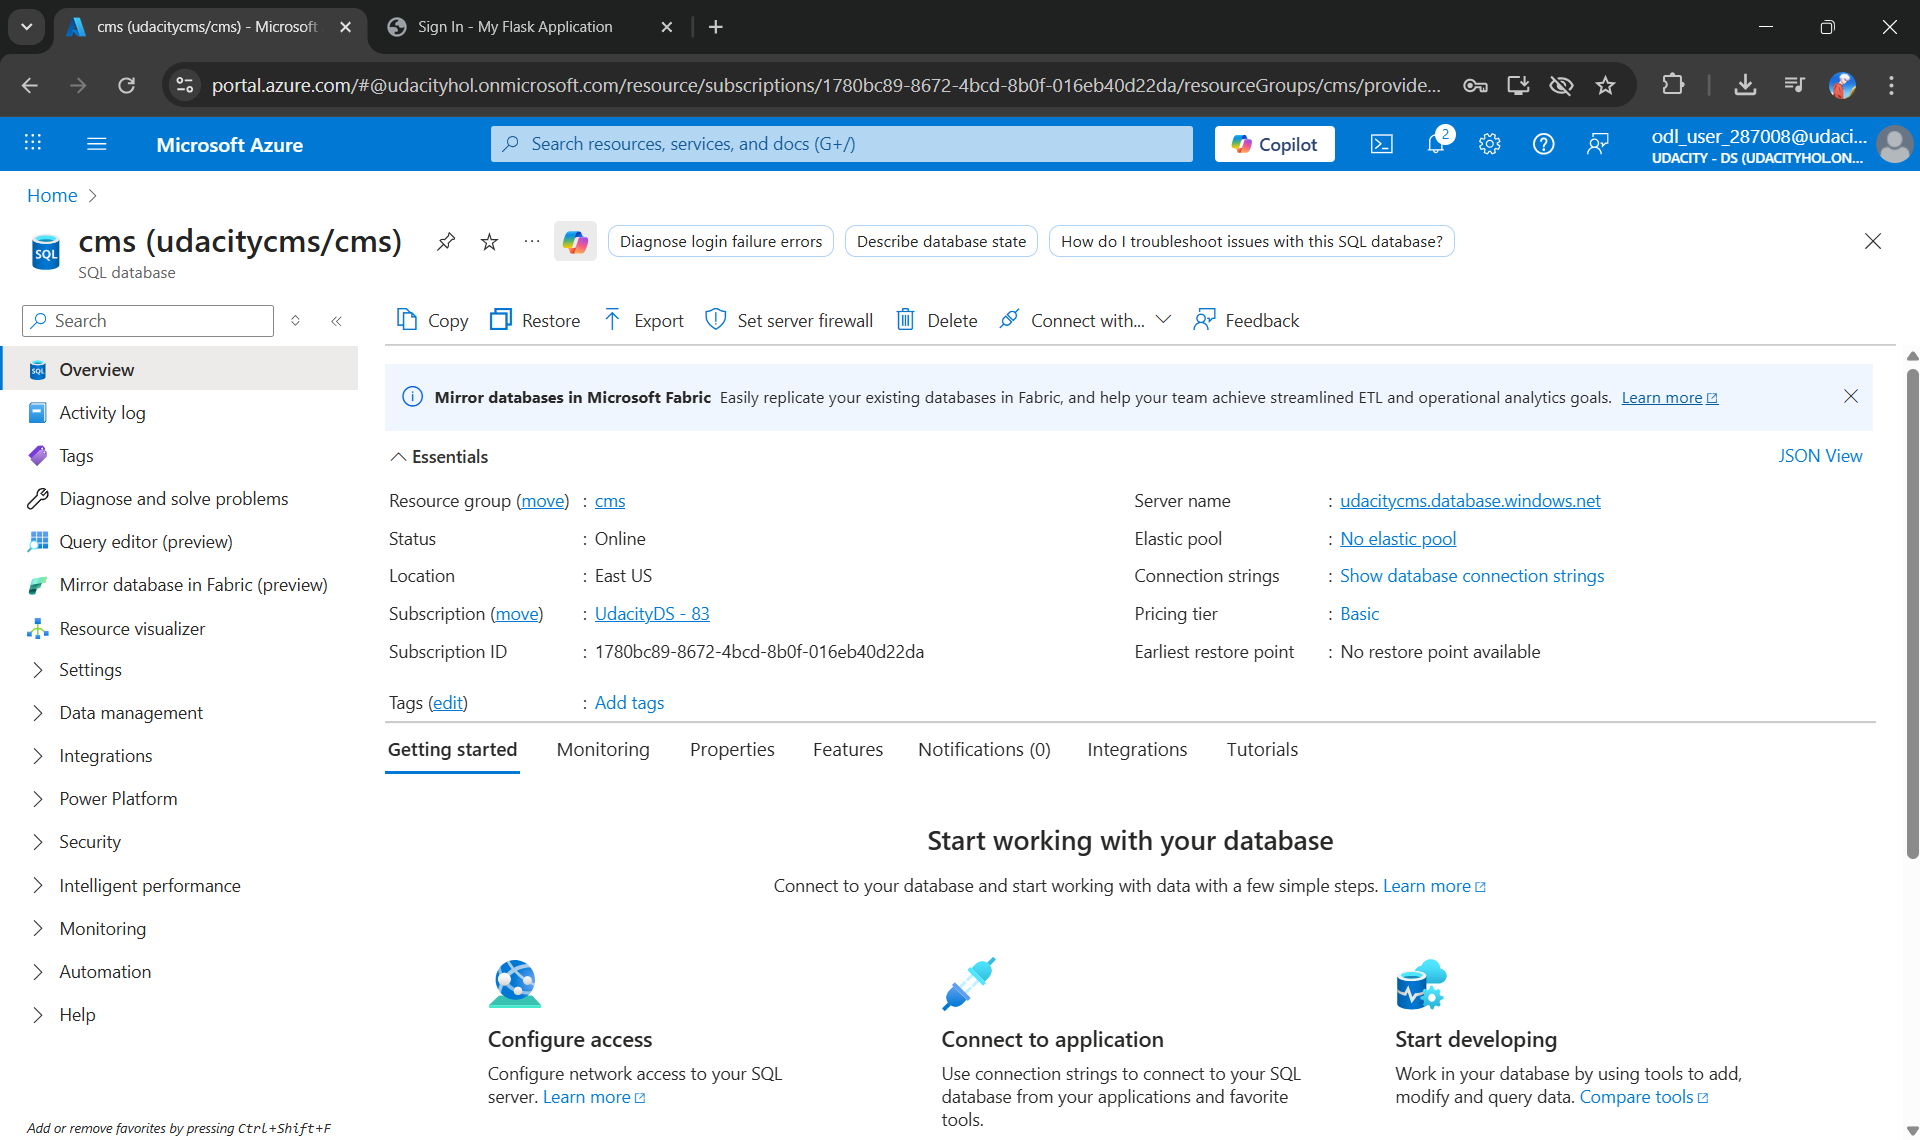 cms (udacitycms/cms) - Microsoft
Sign In - My Flask Application
portal.azure.com/#@udacityhol.onmicrosoft.com/resource/subscriptions/1780bc89-8672-4bcd-8b0f-016eb40d22da/resourceGroups/cms/provide...
Microsoft Azure
Search resources, services, and docs (G+/)
Copilot
2
odl_user_287008@udaci...
UDACITY - DS (UDACITYHOL.ON...
Home
cms (udacitycms/cms)
SQL
SQL database
Diagnose login failure errors
Describe database state
How do I troubleshoot issues with this SQL database?
Search
Copy
Restore
Export
Set server firewall
Delete
Connect with...
Feedback
Overview
Activity log
Tags
Diagnose and solve problems
Query editor (preview)
Mirror database in Fabric (preview)
Resource visualizer
Settings
Data management
Integrations
Power Platform
Security
Intelligent performance
Monitoring
Automation
Help
Add or remove favorites by pressing Ctrl+Shift+F
Mirror databases in Microsoft Fabric Easily replicate your existing databases in Fabric, and help your team achieve streamlined ETL and operational analytics goals. Learn more
Essentials
JSON View
Resource group (move) : cms
Status : Online
Location : East US
Subscription (move) : UdacityDS - 83
Subscription ID : 1780bc89-8672-4bcd-8b0f-016eb40d22da
Tags (edit) : Add tags
Server name : udacitycms.database.windows.net
Elastic pool : No elastic pool
Connection strings : Show database connection strings
Pricing tier : Basic
Earliest restore point : No restore point available
Getting started
Monitoring
Properties
Features
Notifications (0)
Integrations
Tutorials
Start working with your database
Connect to your database and start working with data with a few simple steps. Learn more
Configure access
Configure network access to your SQL
server. Learn more
Connect to application
Use connection strings to connect to your SQL
database from your applications and favorite
tools.
Start developing
Work in your database by using tools to add,
modify and query data. Compare tools